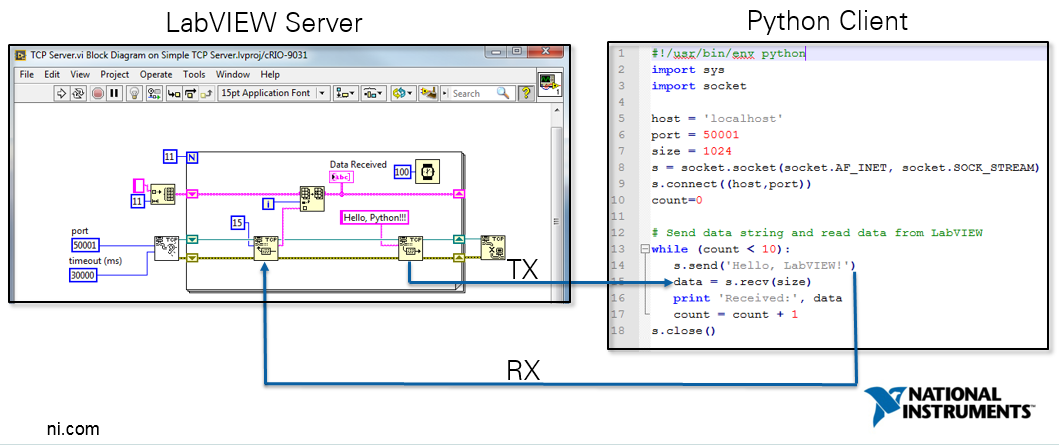 LabVIEW Server
Python Client
TCP Server.vi Block Diagram on Simple TCP Server.lvproj/cRIO-9031
File Edit View Project Operate Tools Window Help
15pt Application Font
Search
?
1
11
N
Data Received
abc
100
11
i
15
Hello, Python!!!
port
50001
timeout (ms)
30000
TCP
TCP
TCP
TCP
TX
RX
1 #!/usr/bin/env python
2 import sys
3 import socket
4
5 host = 'localhost'
6 port = 50001
7 size = 1024
8 s = socket.socket(socket.AF_INET, socket.SOCK_STREAM)
9 s.connect((host,port))
10 count=0
11
12 # Send data string and read data from LabVIEW
13 while (count < 10):
14 s.send('Hello, LabVIEW!')
15 data = s.recv(size)
16 print 'Received:', data
17 count = count + 1
18 s.close()
NATIONAL
INSTRUMENTS™
ni.com